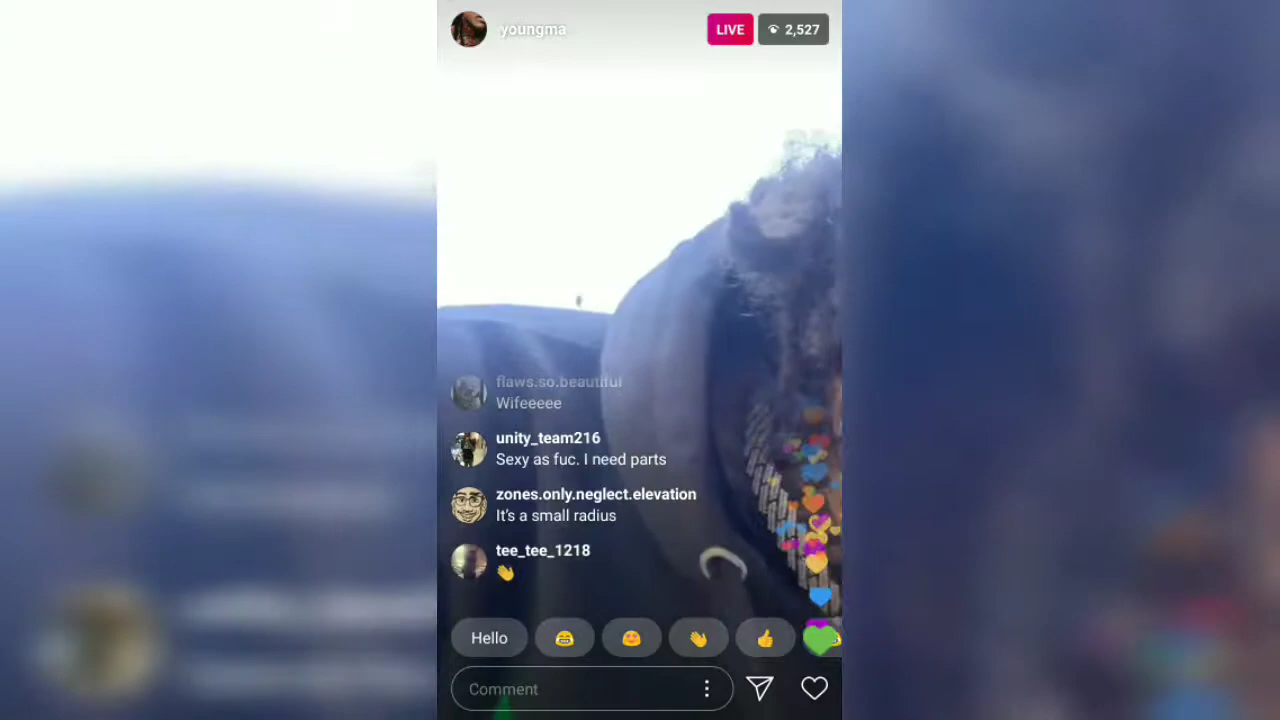 youngma
LIVE
2,527
flaws.so.beautiful
Wifeeeee
unity_team216
Sexy as fuc. I need parts
zones.only.neglect.elevation
It's a small radius
tee_tee_1218
Hello
Comment